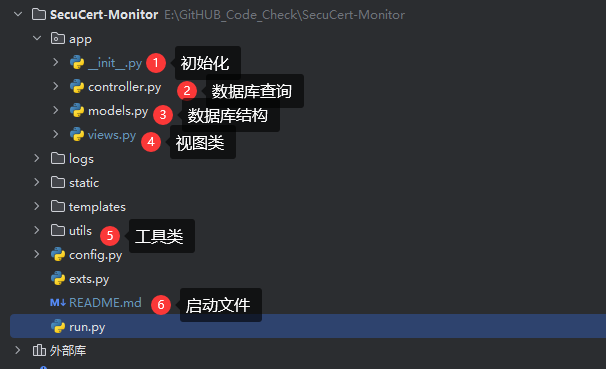 SecuCert-Monitor E:\GitHUB_Code_Check\SecuCert-Monitor
app
__init__.py 1 初始化
controller.py 2 数据库查询
models.py 3 数据库结构
views.py 4 视图类
logs
static
templates
utils 5 工具类
config.py
exts.py
M↓ README.md 6 启动文件
run.py
外部库